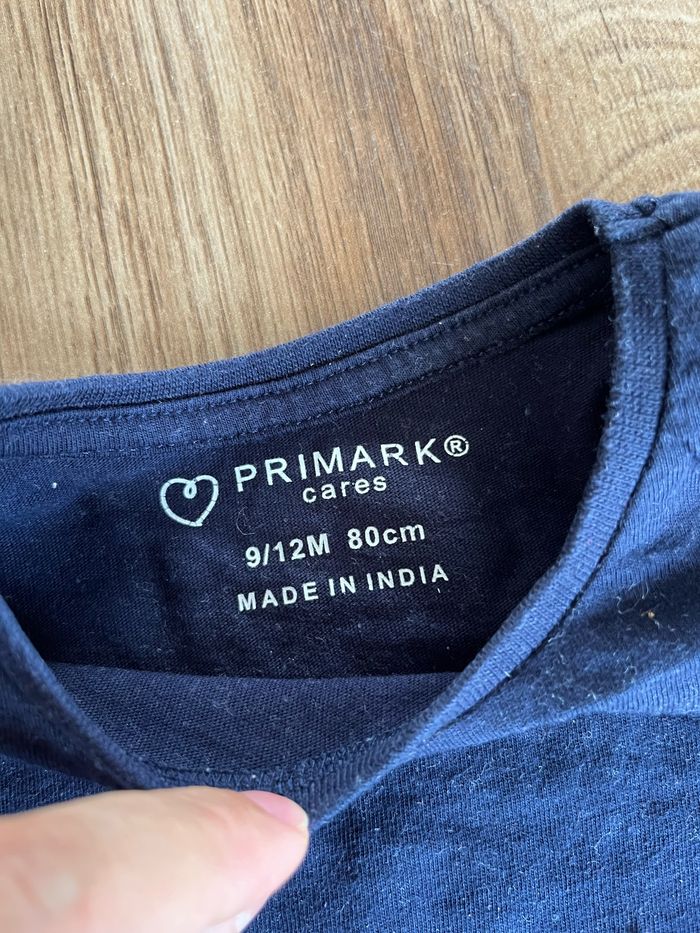 PRIMARK®
cares
9/12M 80cm
MADE IN INDIA